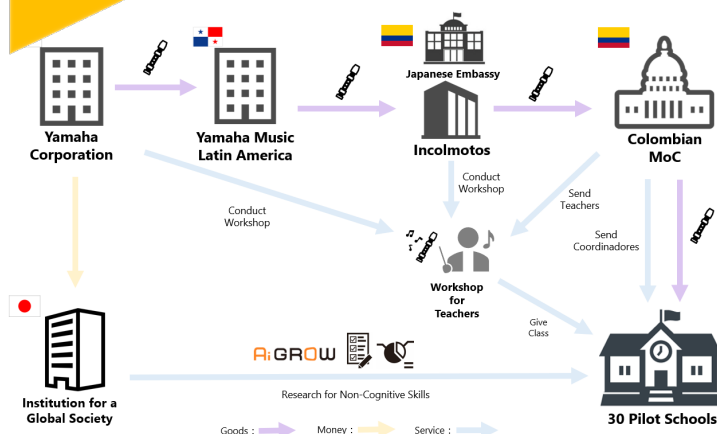 Japanese Embassy
Yamaha
Corporation
Yamaha Music
Latin America
Incolmotos
Colombian
MoC
Conduct
Workshop
Conduct
Workshop
Send
Teachers
Send
Coordinadores
Workshop
for
Teachers
Give
Class
AiGROW
Research for Non-Cognitive Skills
Institution for a
Global Society
30 Pilot Schools
Goods :
Money :
Service :